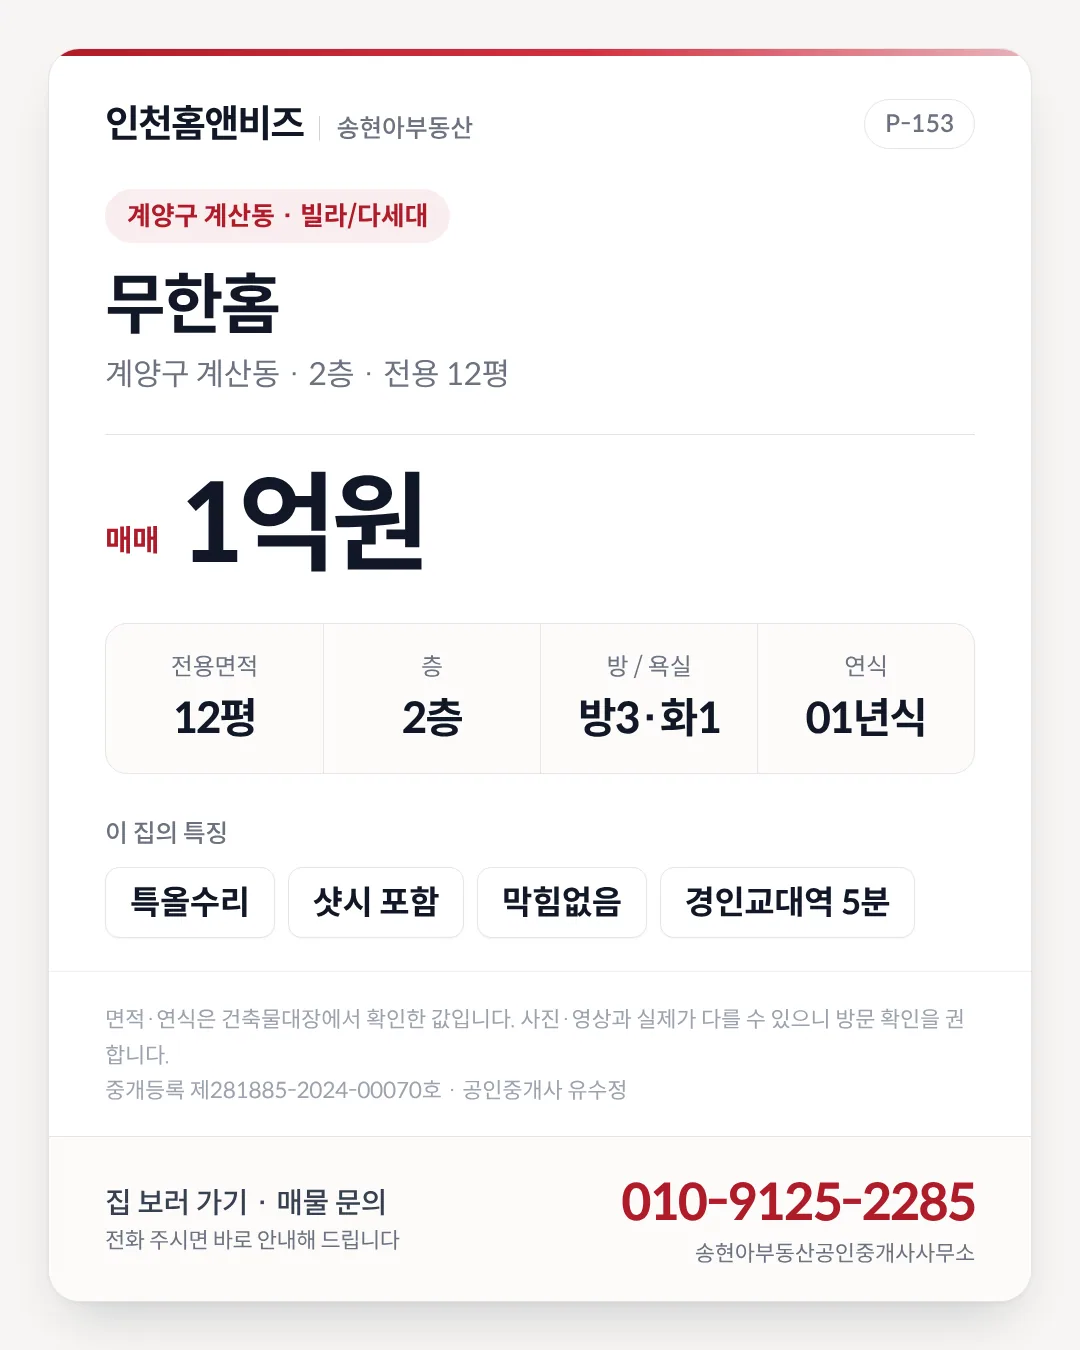 인천홈앤비즈 | 송현아부동산
P-153
계양구 계산동 · 빌라/다세대
무한홈
계양구 계산동 · 2층 · 전용 12평
매매 1억원
전용면적
12평
층
2층
방 / 욕실
방3·화1
연식
01년식
이 집의 특징
특올수리
샷시 포함
막힘없음
경인교대역 5분
면적·연식은 건축물대장에서 확인한 값입니다. 사진·영상과 실제가 다를 수 있으니 방문 확인을 권
합니다.
중개등록 제281885-2024-00070호 · 공인중개사 유수정
집 보러 가기 · 매물 문의
전화 주시면 바로 안내해 드립니다
010-9125-2285
송현아부동산공인중개사사무소